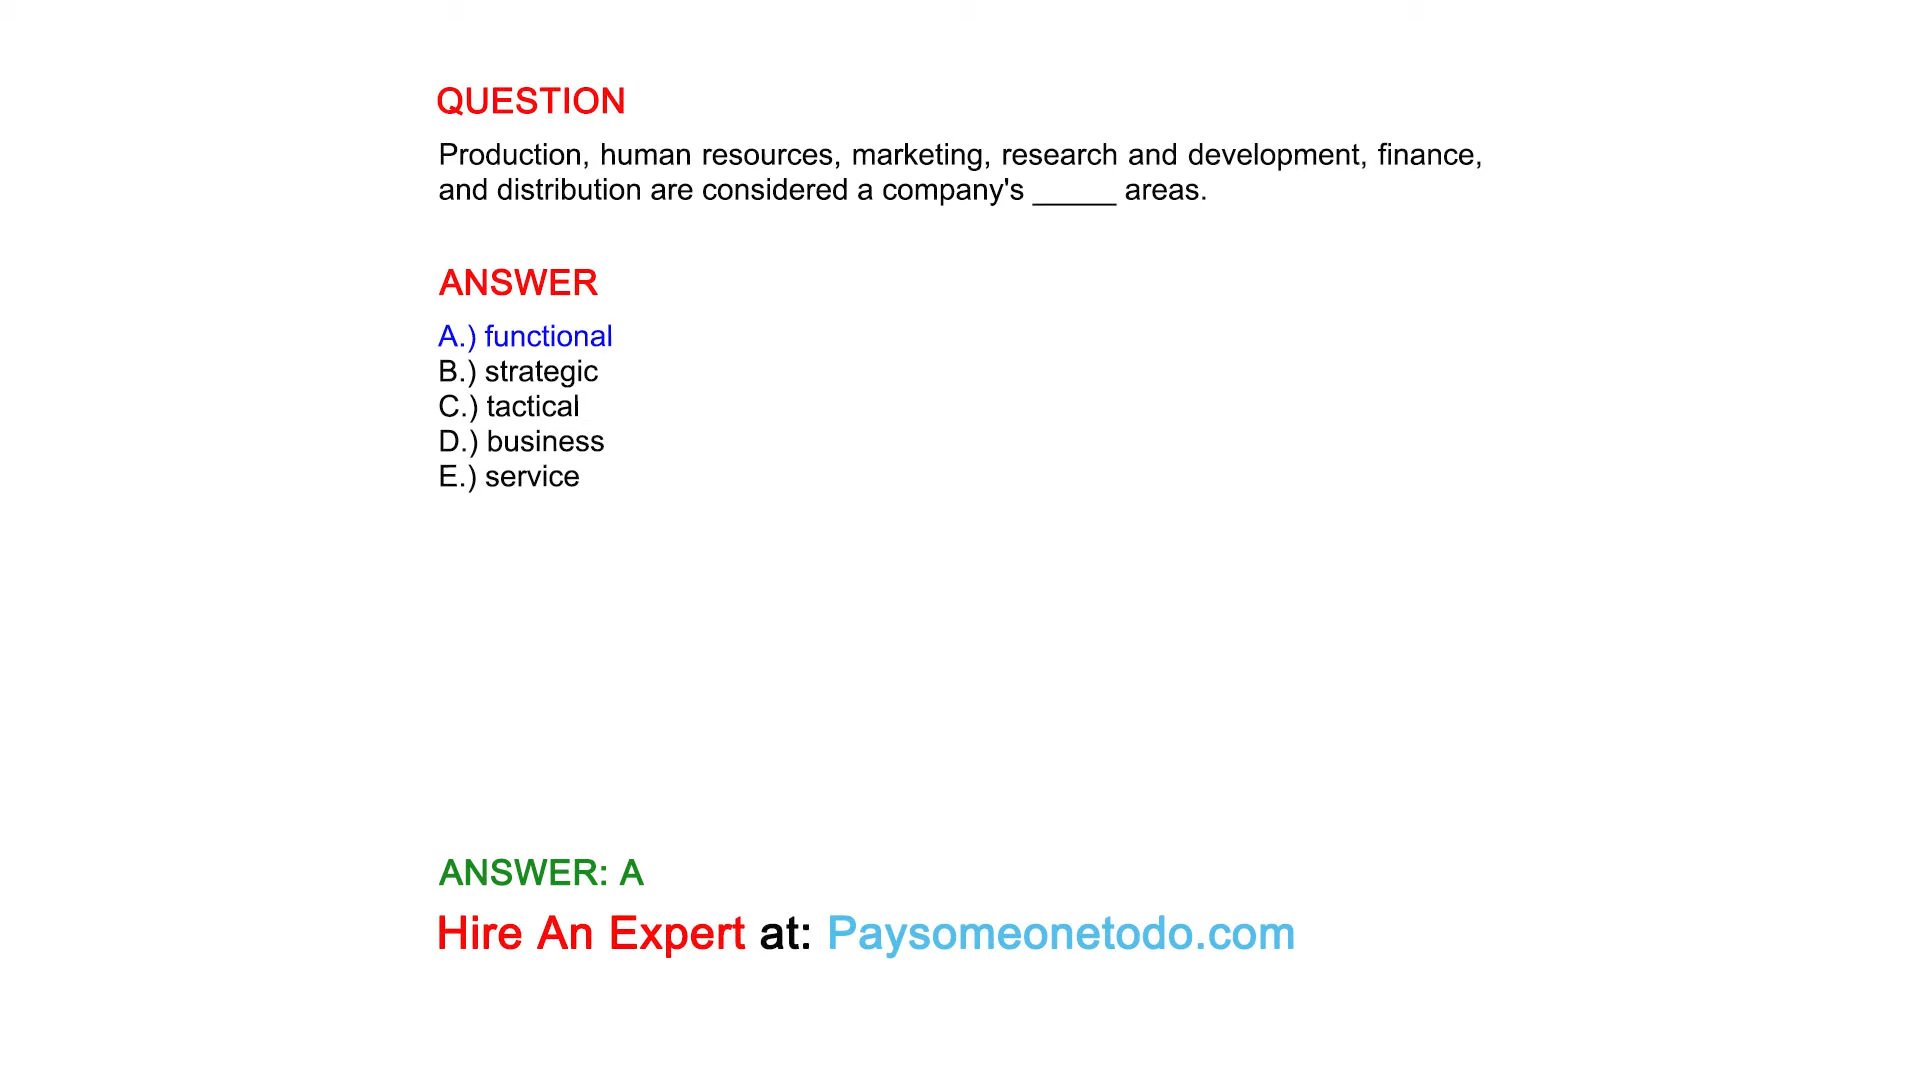 QUESTION
Production, human resources, marketing, research and development, finance,
and distribution are considered a company's _____ areas.
ANSWER
A.) functional
B.) strategic
C.) tactical
D.) business
E.) service
ANSWER: A
Hire An Expert at: Paysomeonetodo.com